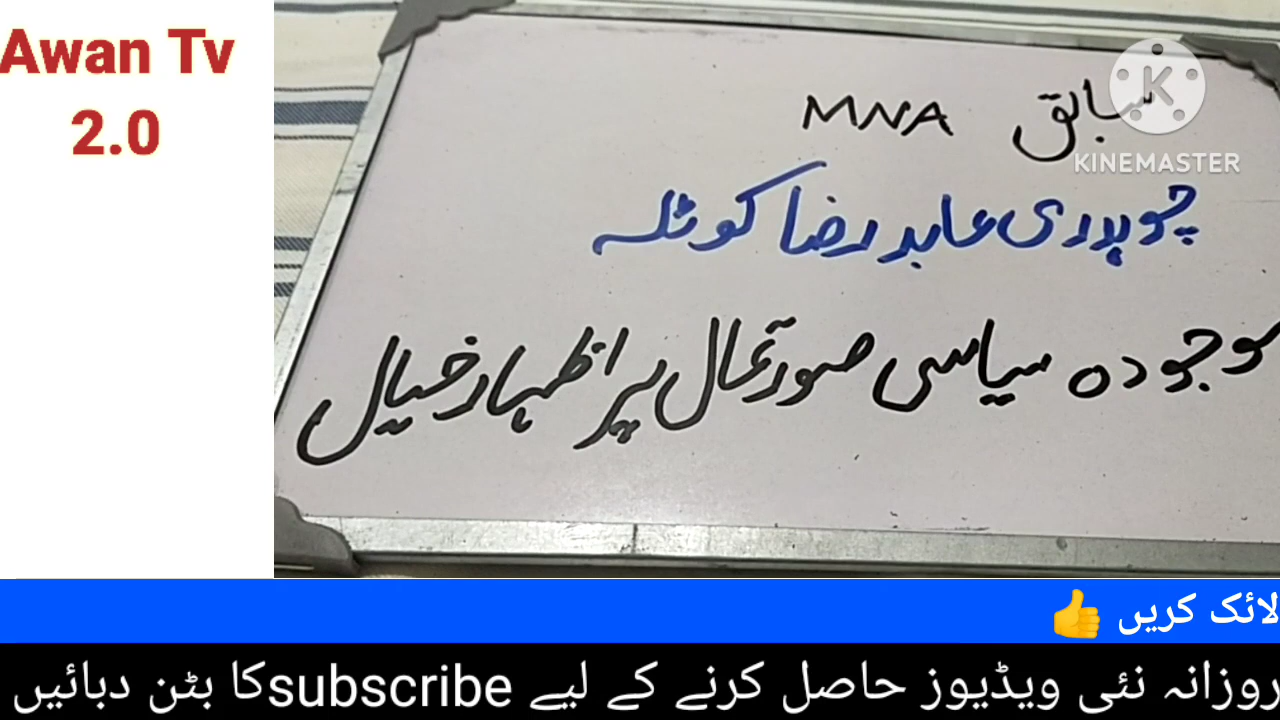 Awan Tv
2.0
سابق MNA
KINEMASTER
چوہدری عابد رضا کوٹلہ
موجودہ سیاسی صورتحال پر اظہار خیال
لائک کریں 👍
روزانہ نئی ویڈیوز حاصل کرنے کے لیے subscribe کا بٹن دبائیں